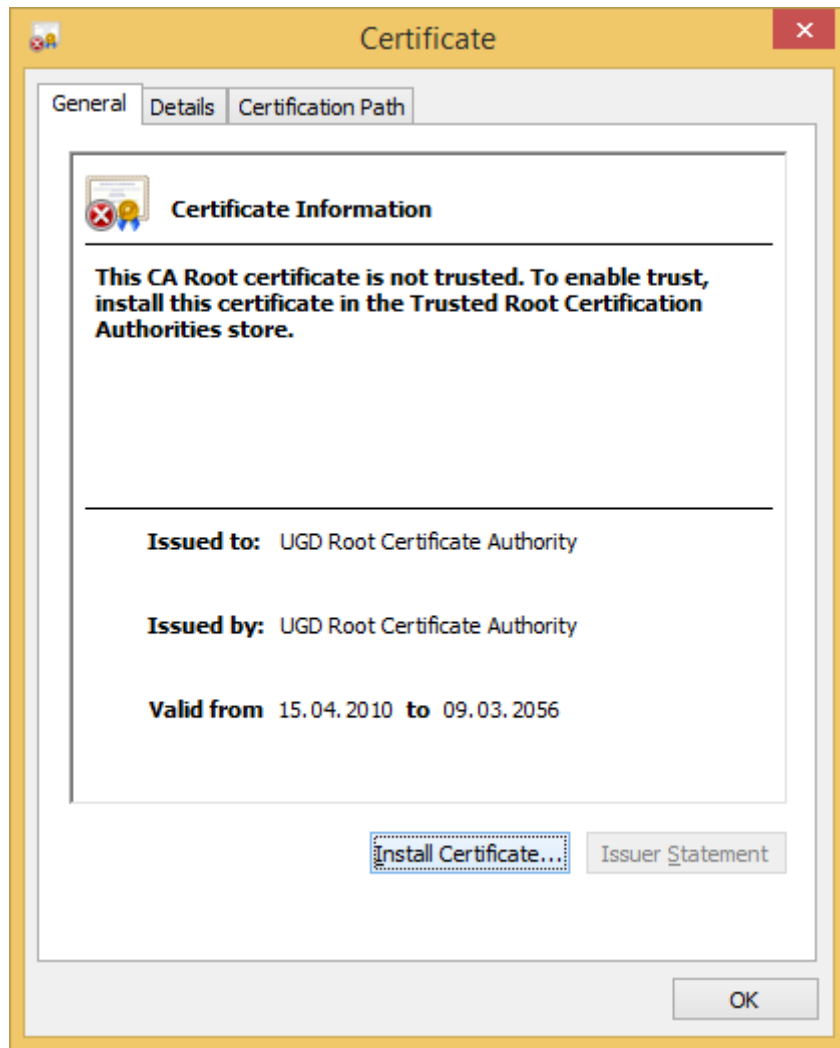 Certificate
General Details Certification Path
Certificate Information
This CA Root certificate is not trusted. To enable trust,
install this certificate in the Trusted Root Certification
Authorities store.
Issued to: UGD Root Certificate Authority
Issued by: UGD Root Certificate Authority
Valid from 15.04.2010 to 09.03.2056
Install Certificate... Issuer Statement
OK